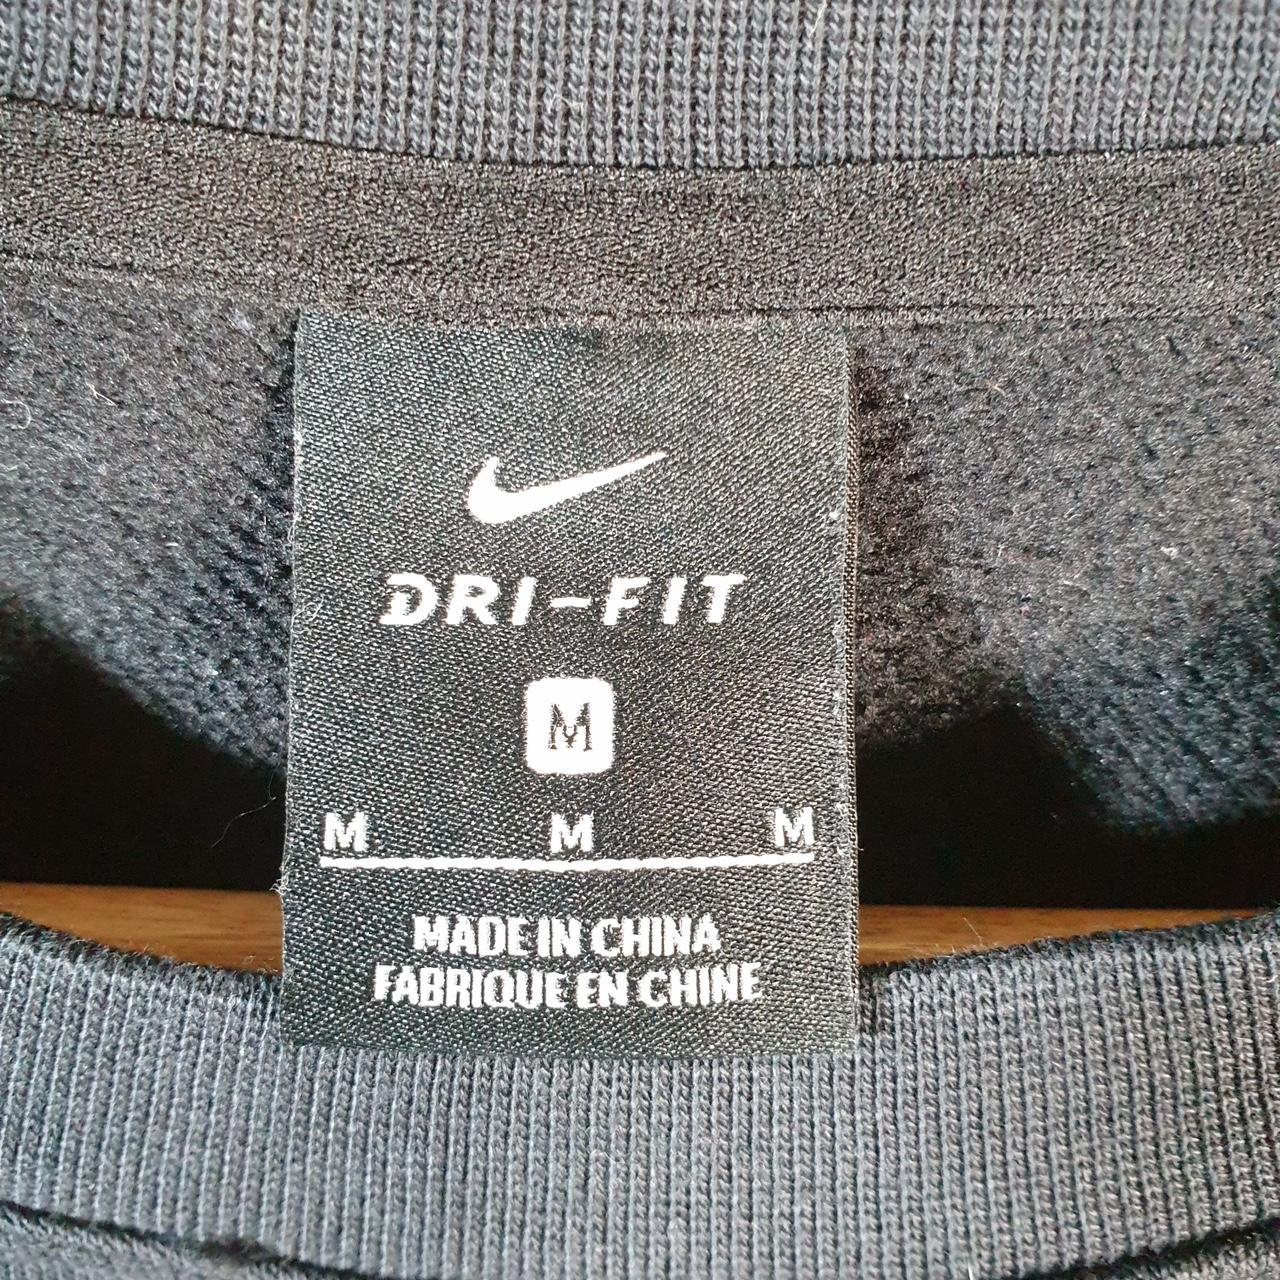 DRI-FIT
M
M M M
MADE IN CHINA
FABRIQUE EN CHINE